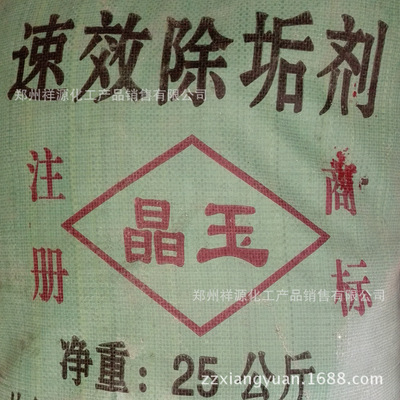 速效除垢剂
郑州祥源化工产品销售有限公司
注册
商标
晶玉
郑州祥源化工产品销售有限公司
净重：25公斤
zzxiangyuan.1688.com